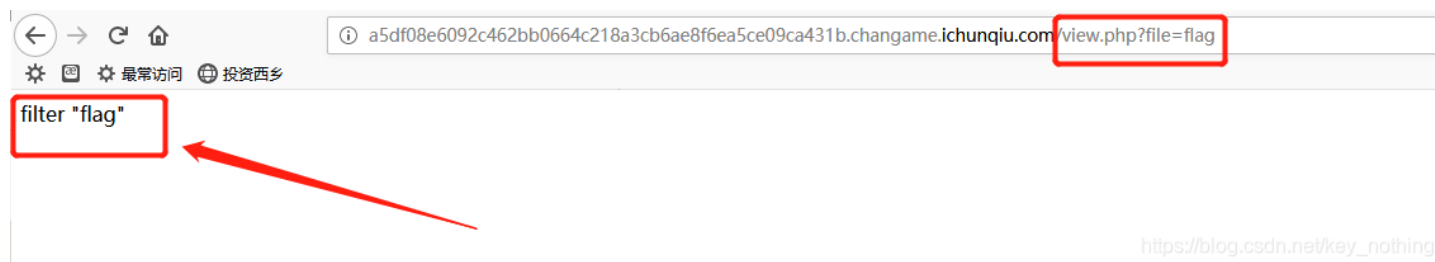 a5df08e6092c462bb0664c218a3cb6ae8f6ea5ce09ca431b.changame.ichunqiu.com/view.php?file=flag
最常访问 投资西乡
filter "flag"
https://blog.csdn.net/key_nothing